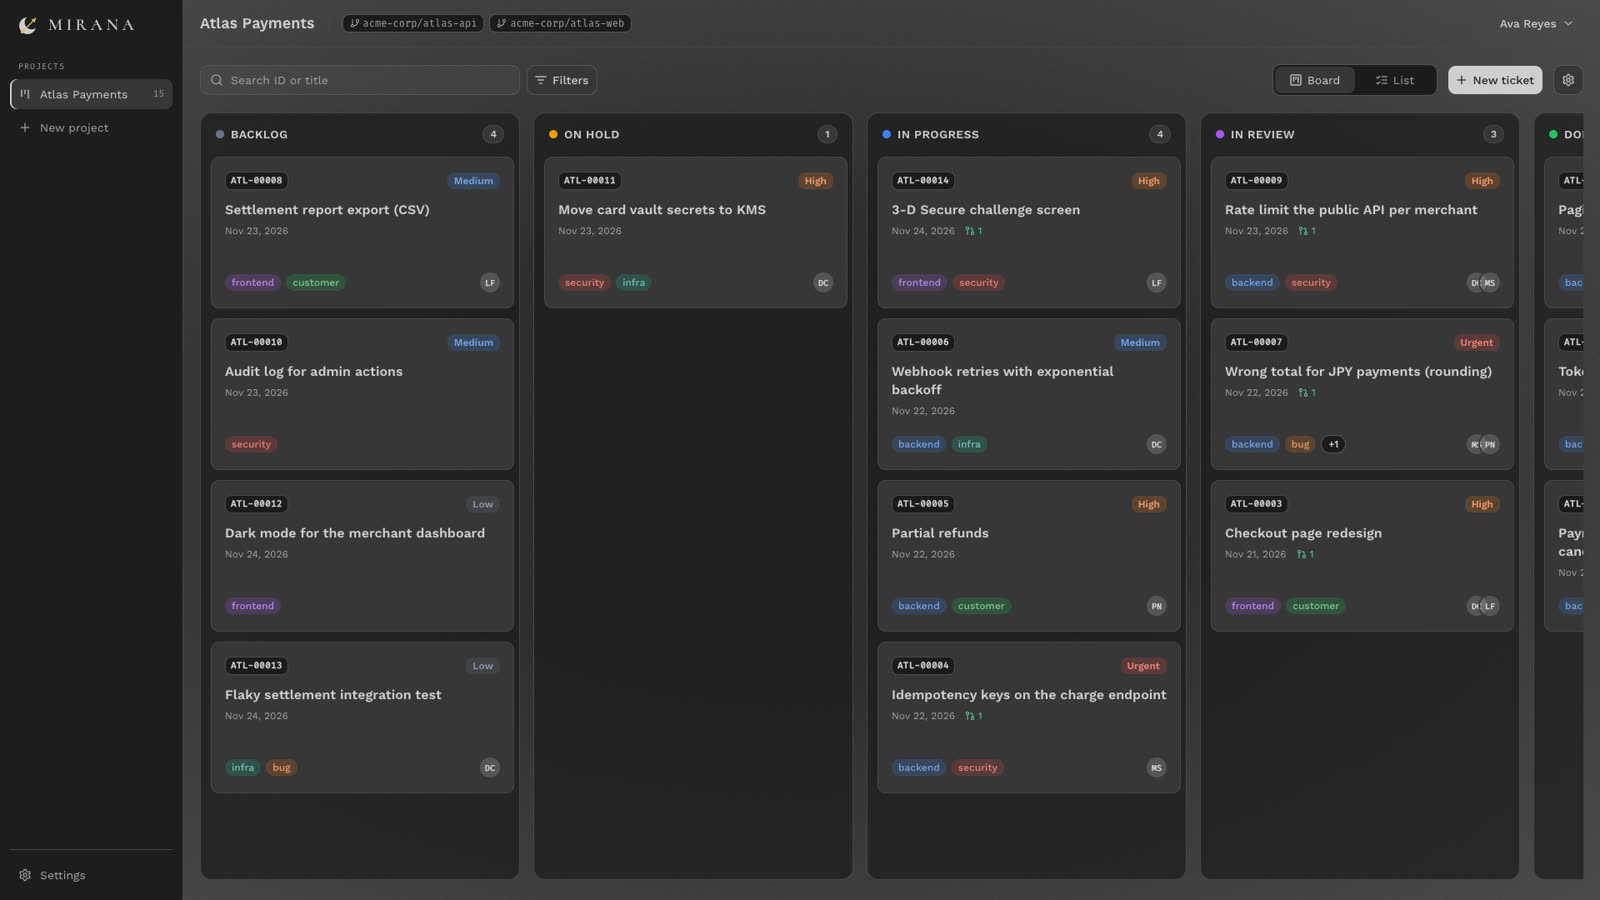 MIRANA
PROJECTS
Atlas Payments 15
New project
Settings
Atlas Payments
acme-corp/atlas-api
acme-corp/atlas-web
Ava Reyes
Search ID or title
Filters
Board
List
New ticket
BACKLOG 4
ATL-00008 Medium
Settlement report export (CSV)
Nov 23, 2026
frontend customer LF
ATL-00010 Medium
Audit log for admin actions
Nov 23, 2026
security
ATL-00012 Low
Dark mode for the merchant dashboard
Nov 24, 2026
frontend
ATL-00013 Low
Flaky settlement integration test
Nov 24, 2026
infra bug DC
ON HOLD 1
ATL-00011 High
Move card vault secrets to KMS
Nov 23, 2026
security infra DC
IN PROGRESS 4
ATL-00014 High
3-D Secure challenge screen
Nov 24, 2026 1
frontend security LF
ATL-00006 Medium
Webhook retries with exponential
backoff
Nov 22, 2026
backend infra DC
ATL-00005 High
Partial refunds
Nov 22, 2026
backend customer PN
ATL-00004 Urgent
Idempotency keys on the charge endpoint
Nov 22, 2026 1
backend security MS
IN REVIEW 3
ATL-00009 High
Rate limit the public API per merchant
Nov 23, 2026 1
backend security MS
ATL-00007 Urgent
Wrong total for JPY payments (rounding)
Nov 22, 2026 1
backend bug +1 PN
ATL-00003 High
Checkout page redesign
Nov 21, 2026 1
frontend customer LF
ATL-
Nov
ATL-
Nov
ATL-
Nov